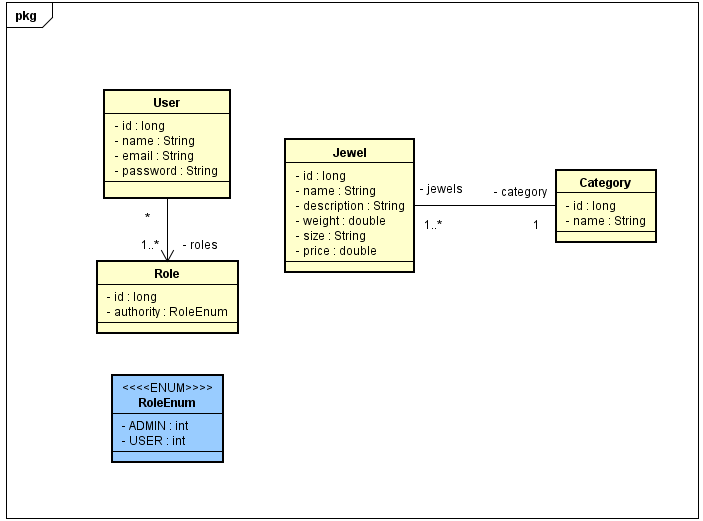 pkg
User
- id : long
- name : String
- email : String
- password : String
*
1..*
- roles
Role
- id : long
- authority : RoleEnum
<<<<ENUM>>>>
RoleEnum
- ADMIN : int
- USER : int
Jewel
- id : long
- name : String
- description : String
- weight : double
- size : String
- price : double
- jewels
1..*
- category
1
Category
- id : long
- name : String